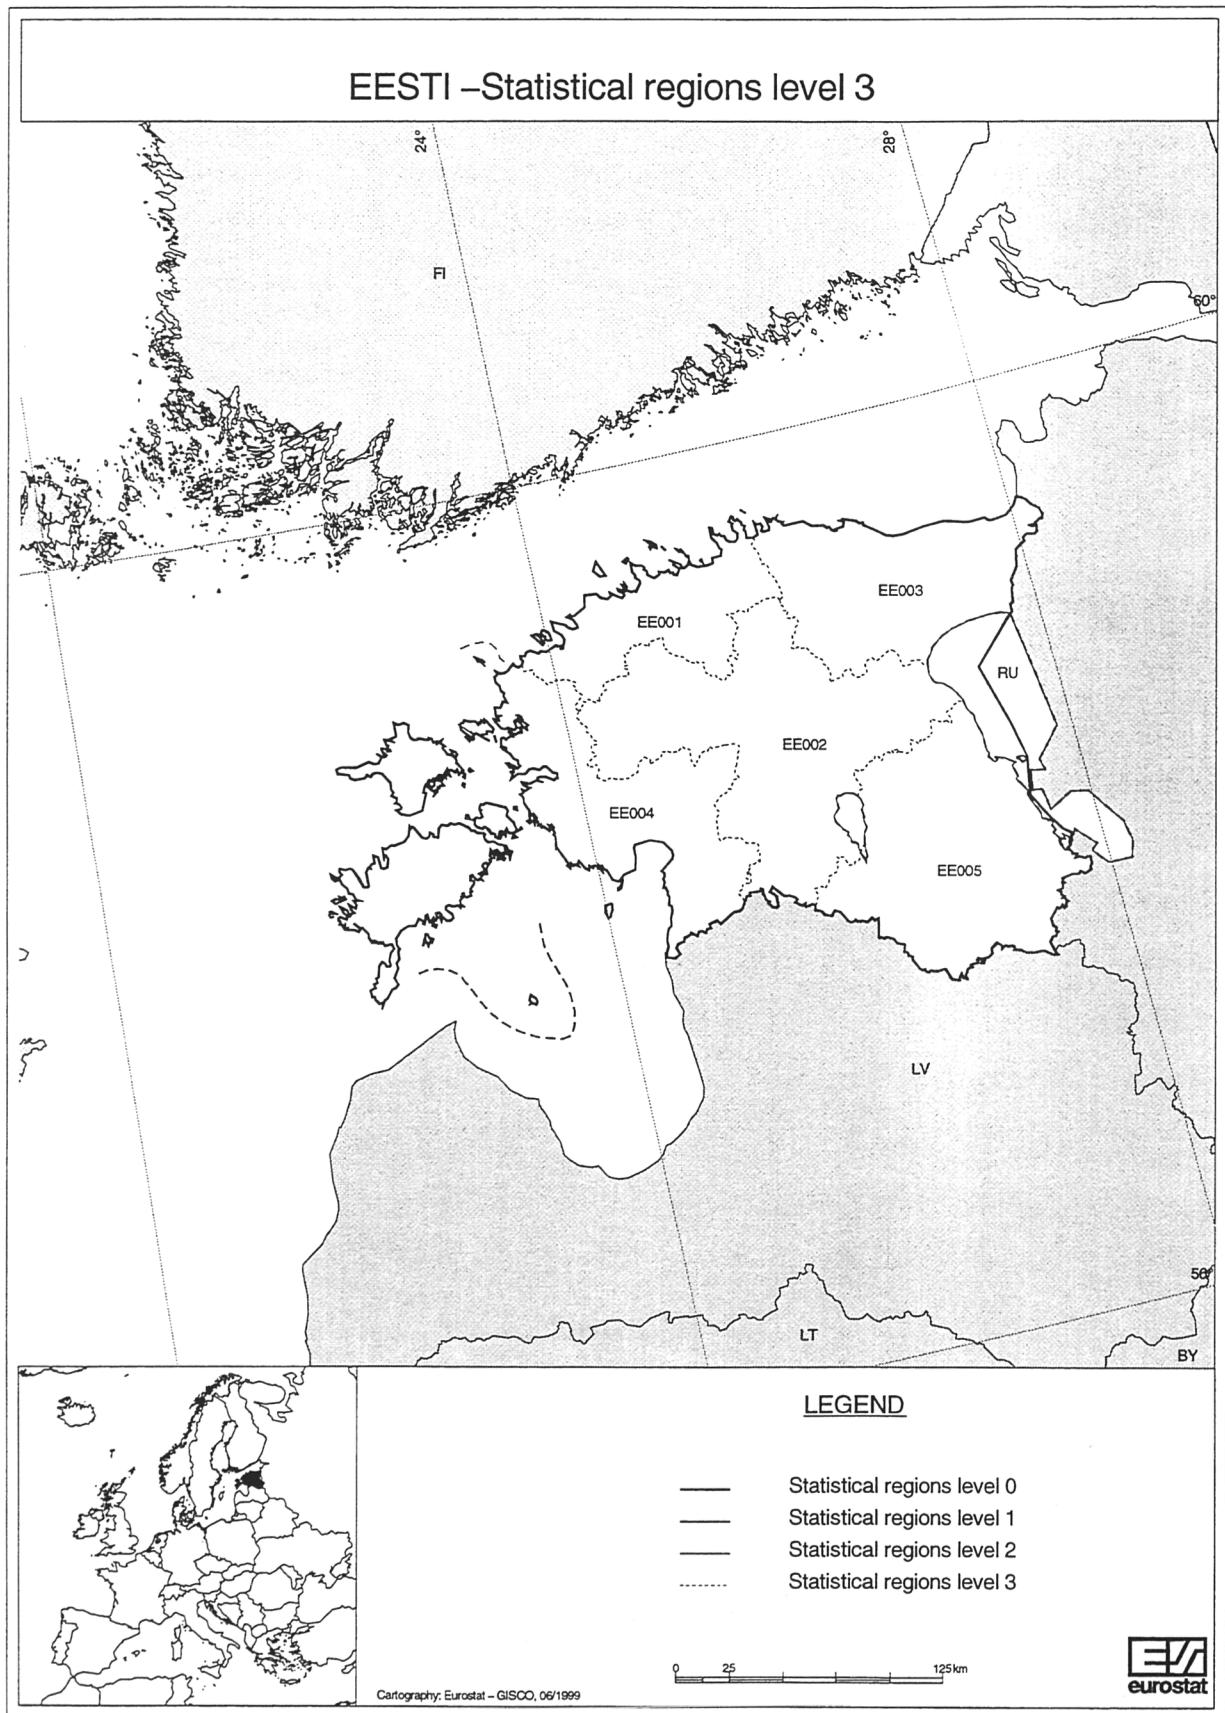 EESTI –Statistical regions level 3
24°
28°
FI
60°
EE003
EE001
RU
EE002
EE004
EE005
LV
56°
LT
BY
LEGEND
Statistical regions level 0
Statistical regions level 1
Statistical regions level 2
Statistical regions level 3
0 25 125 km
Cartography: Eurostat – GISCO, 06/1999
eurostat